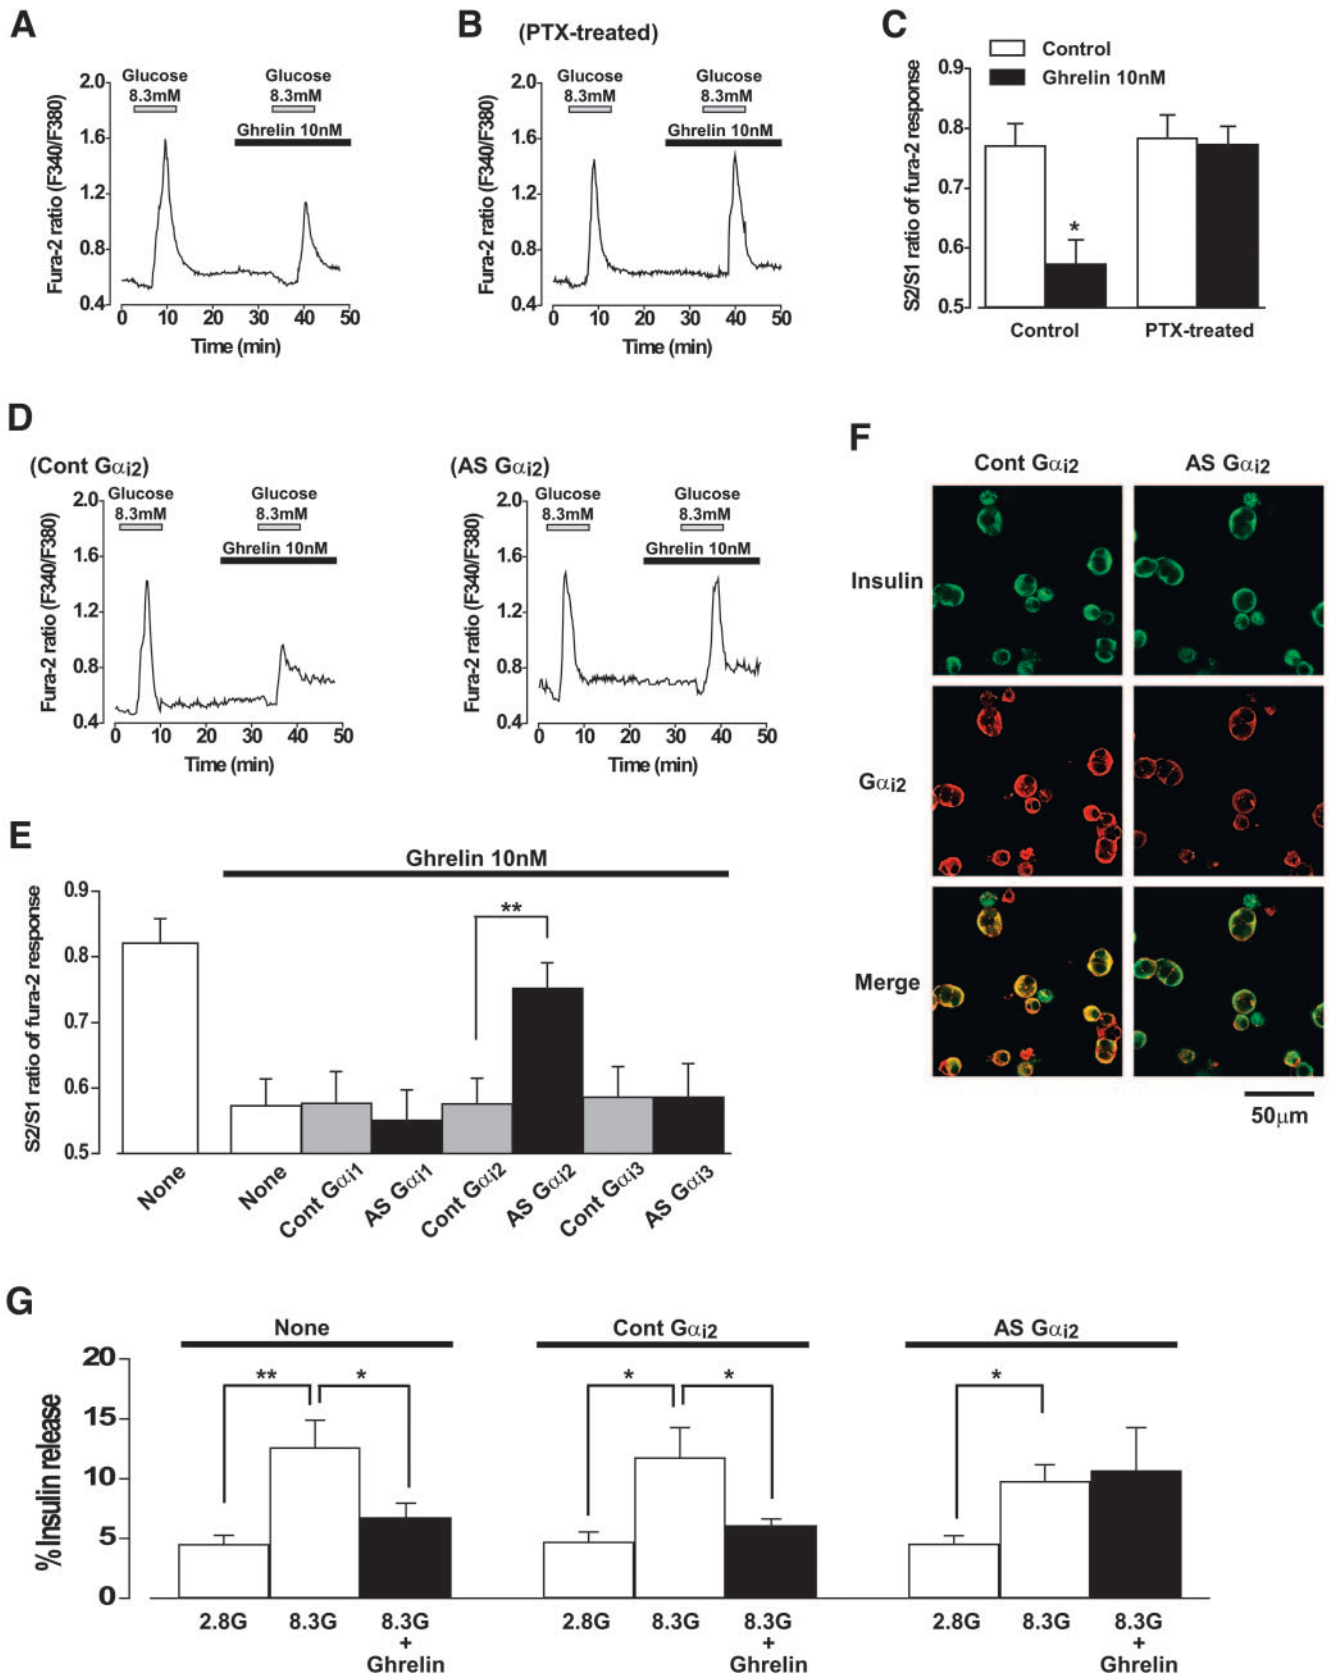 A
Glucose
8.3mM
Glucose
8.3mM
Ghrelin 10nM
Fura-2 ratio (F340/F380)
2.0
1.6
1.2
0.8
0.4
0 10 20 30 40 50
Time (min)
B
(PTX-treated)
Glucose
8.3mM
Glucose
8.3mM
Ghrelin 10nM
Fura-2 ratio (F340/F380)
2.0
1.6
1.2
0.8
0.4
0 10 20 30 40 50
Time (min)
C
Control
Ghrelin 10nM
S2/S1 ratio of fura-2 response
0.9
0.8
0.7
0.6
0.5
*
Control PTX-treated
D
(Cont Gαi2)
Glucose
8.3mM
Glucose
8.3mM
Ghrelin 10nM
Fura-2 ratio (F340/F380)
2.0
1.6
1.2
0.8
0.4
0 10 20 30 40 50
Time (min)
(AS Gαi2)
Glucose
8.3mM
Glucose
8.3mM
Ghrelin 10nM
Fura-2 ratio (F340/F380)
2.0
1.6
1.2
0.8
0.4
0 10 20 30 40 50
Time (min)
E
Ghrelin 10nM
S2/S1 ratio of fura-2 response
0.9
0.8
0.7
0.6
0.5
**
None
None
Cont Gαi1
AS Gαi1
Cont Gαi2
AS Gαi2
Cont Gαi3
AS Gαi3
F
Cont Gαi2 AS Gαi2
Insulin
Gαi2
Merge
50μm
G
None Cont Gαi2 AS Gαi2
% Insulin release
20
15
10
5
0
** * * * *
2.8G 8.3G 8.3G 2.8G 8.3G 8.3G 2.8G 8.3G 8.3G
+ + +
Ghrelin Ghrelin Ghrelin